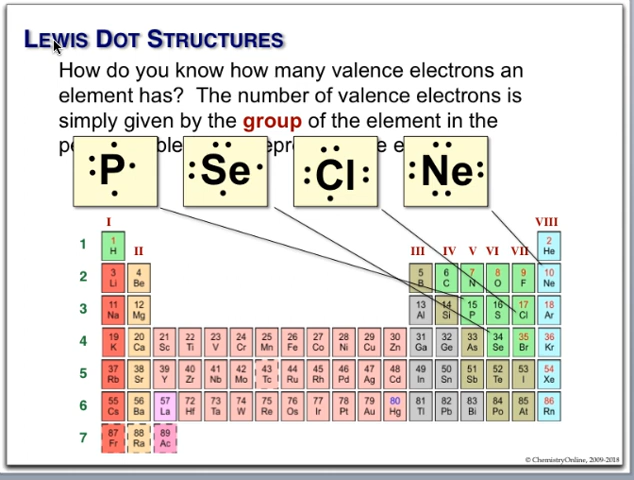 LEWIS DOT STRUCTURES
How do you know how many valence electrons an
element has? The number of valence electrons is
simply given by the group of the element in the
P Se Cl Ne
I VIII
1 1 2
H II III IV V VI VII He
2 3 4 5 6 7 8 9 10
Li Be B C N O F Ne
3 11 12 13 14 15 16 17 18
Na Mg Al Si P S Cl Ar
4 19 20 21 22 23 24 25 26 27 28 29 30 31 32 33 34 35 36
K Ca Sc Ti V Cr Mn Fe Co Ni Cu Zn Ga Ge As Se Br Kr
5 37 38 39 40 41 42 43 44 45 46 47 48 49 50 51 52 53 54
Rb Sr Y Zr Nb Mo Tc Ru Rh Pd Ag Cd In Sn Sb Te I Xe
6 55 56 57 72 73 74 75 76 77 78 79 80 81 82 83 84 85 86
Cs Ba La Hf Ta W Re Os Ir Pt Au Hg Tl Pb Bi Po At Rn
7 87 88 89
Fr Ra Ac
© ChemistryOnline, 2009-2018